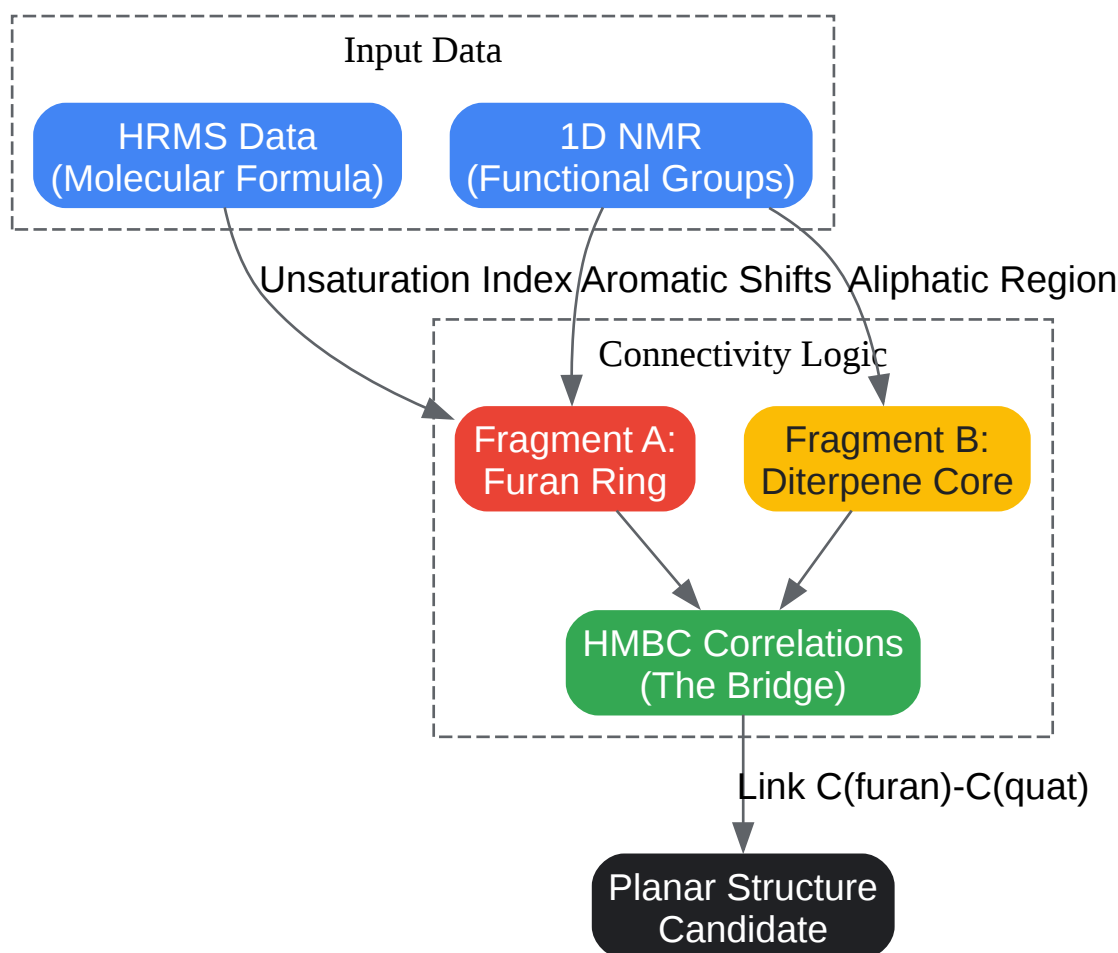 Input Data
HRMS Data
(Molecular Formula)
1D NMR
(Functional Groups)
Unsaturation Index
Aromatic Shifts
Aliphatic Region
Connectivity Logic
Fragment A:
Furan Ring
Fragment B:
Diterpene Core
HMBC Correlations
(The Bridge)
Link C(furan)-C(quat)
Planar Structure
Candidate